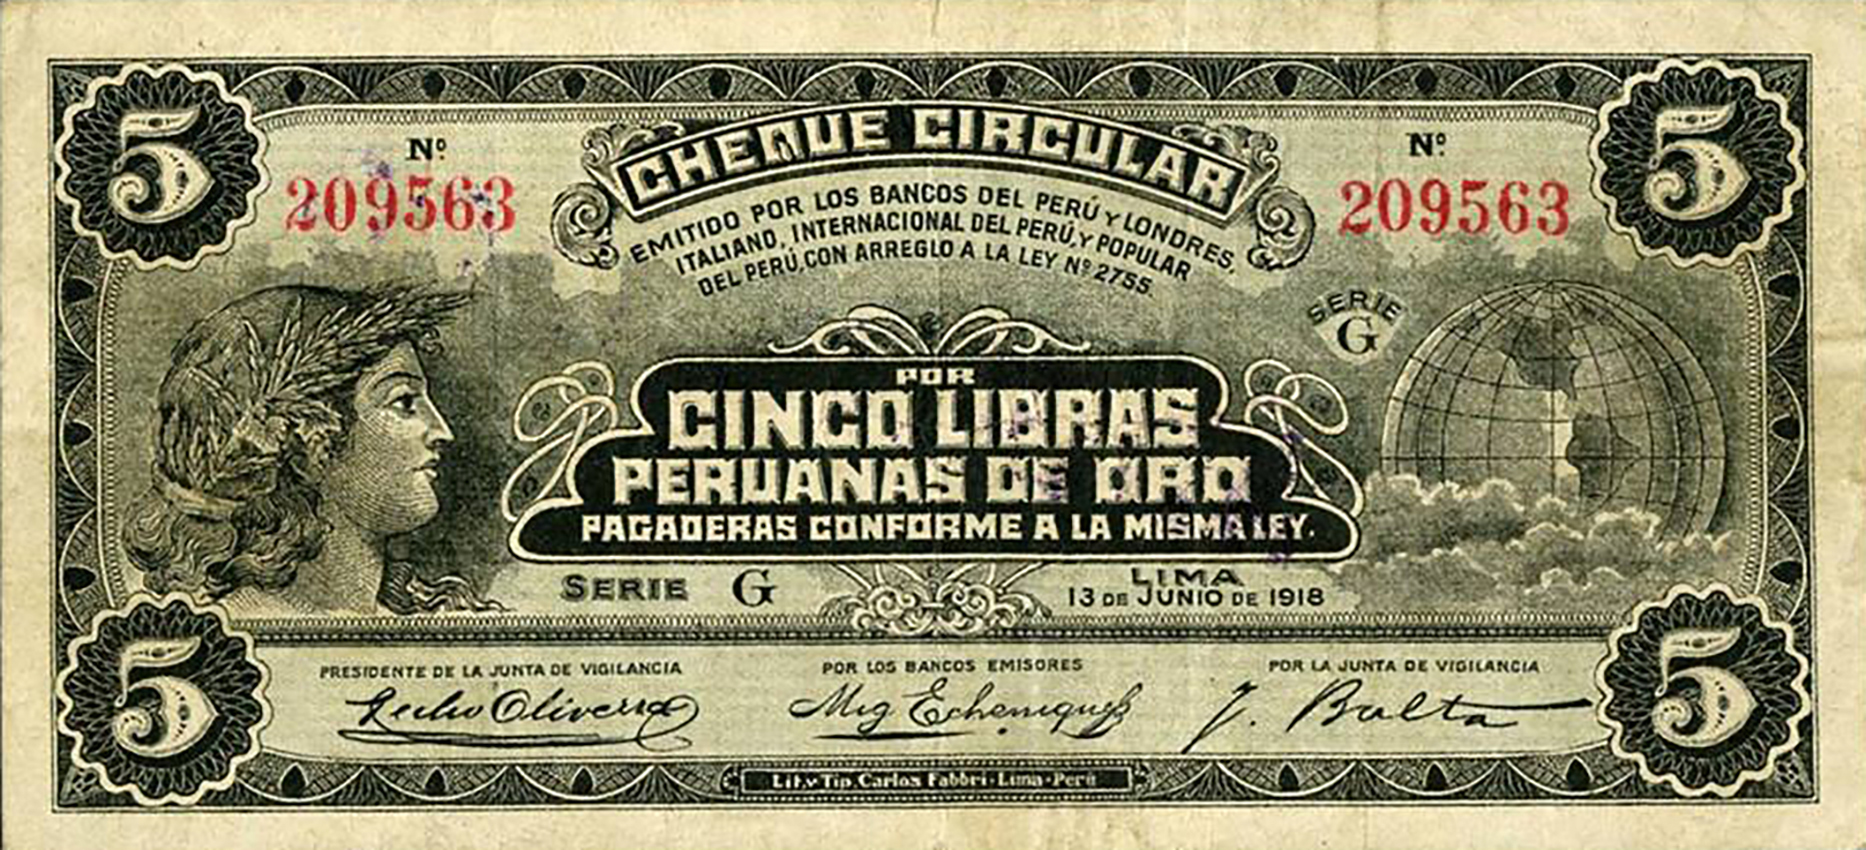 5
5
Nº
209563
CHEQUE CIRCULAR
Nº
209563
EMITIDO POR LOS BANCOS DEL PERÚ Y LONDRES,
ITALIANO, INTERNACIONAL DEL PERÚ, Y POPULAR
DEL PERÚ, CON ARREGLO A LA LEY Nº 2755.
SERIE
G
POR
CINCO LIBRAS
PERUANAS DE ORO
PAGADERAS CONFORME A LA MISMA LEY.
SERIE G
LIMA
13 DE JUNIO DE 1918
5
5
PRESIDENTE DE LA JUNTA DE VIGILANCIA
POR LOS BANCOS EMISORES
POR LA JUNTA DE VIGILANCIA
Olivera
Mig Echenique
J. Balta
Lit. y Tip. Carlos Fabbri - Lima - Perú